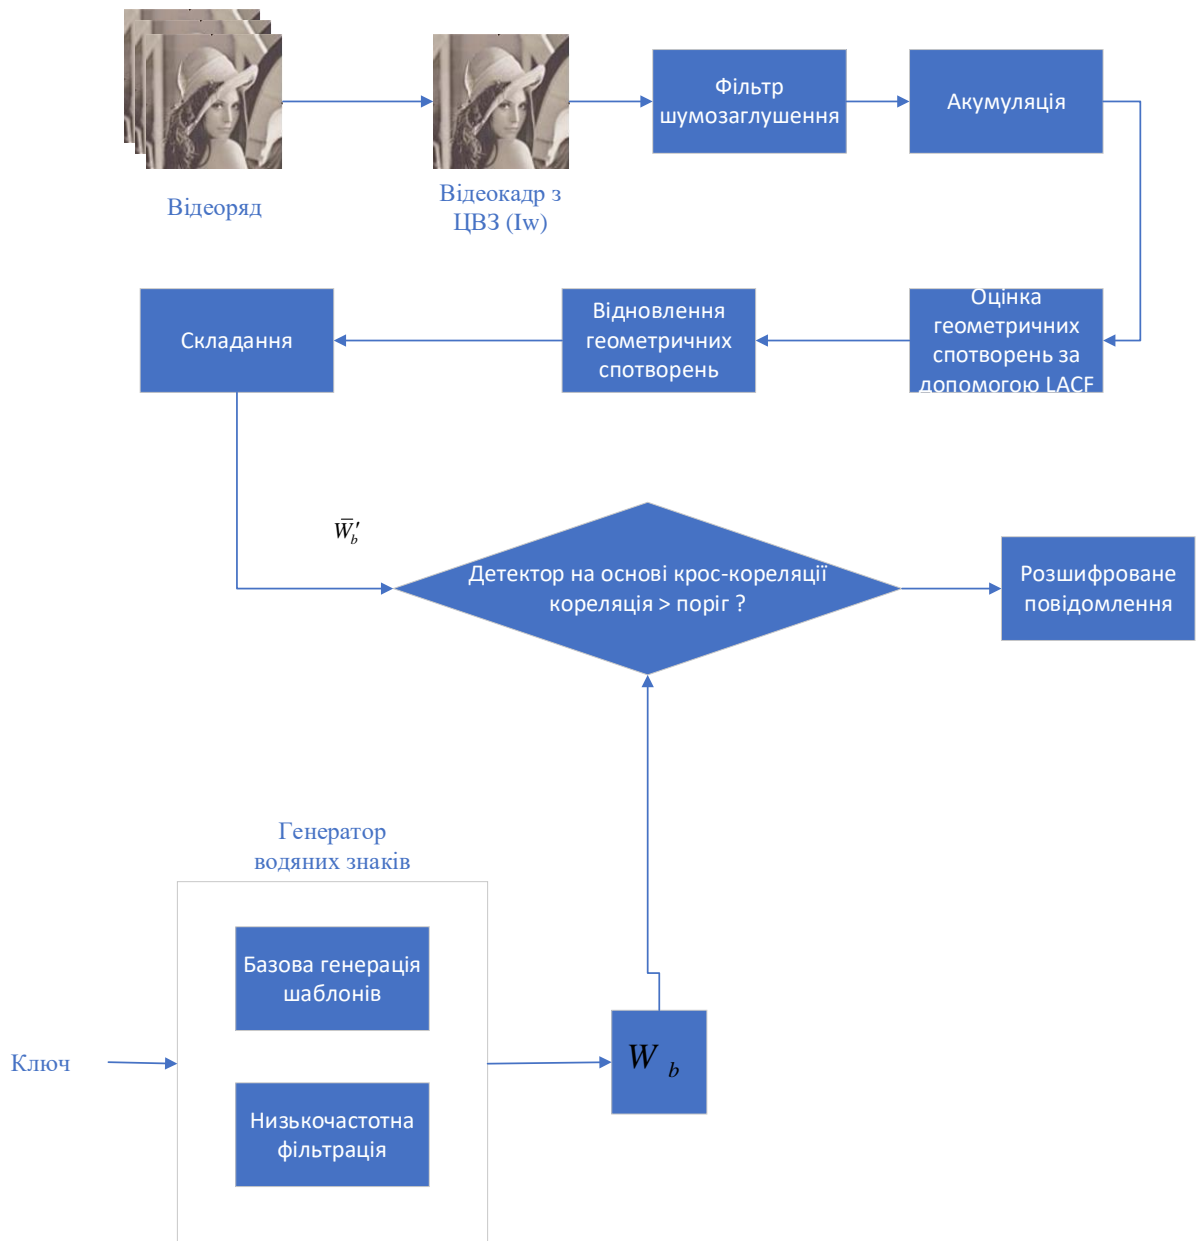 Відеоряд
Відеокадр з
ЦВЗ (Iw)
Фільтр
шумозаглушення
Акумуляція
Складання
Відновлення
геометричних
спотворень
Оцінка
геометричних
спотворень за
допомогою LACF
W̄′b
Детектор на основі крос-кореляції
кореляція > поріг ?
Розшифроване
повідомлення
Генератор
водяних знаків
Базова генерація
шаблонів
Ключ
W b
Низькочастотна
фільтрація